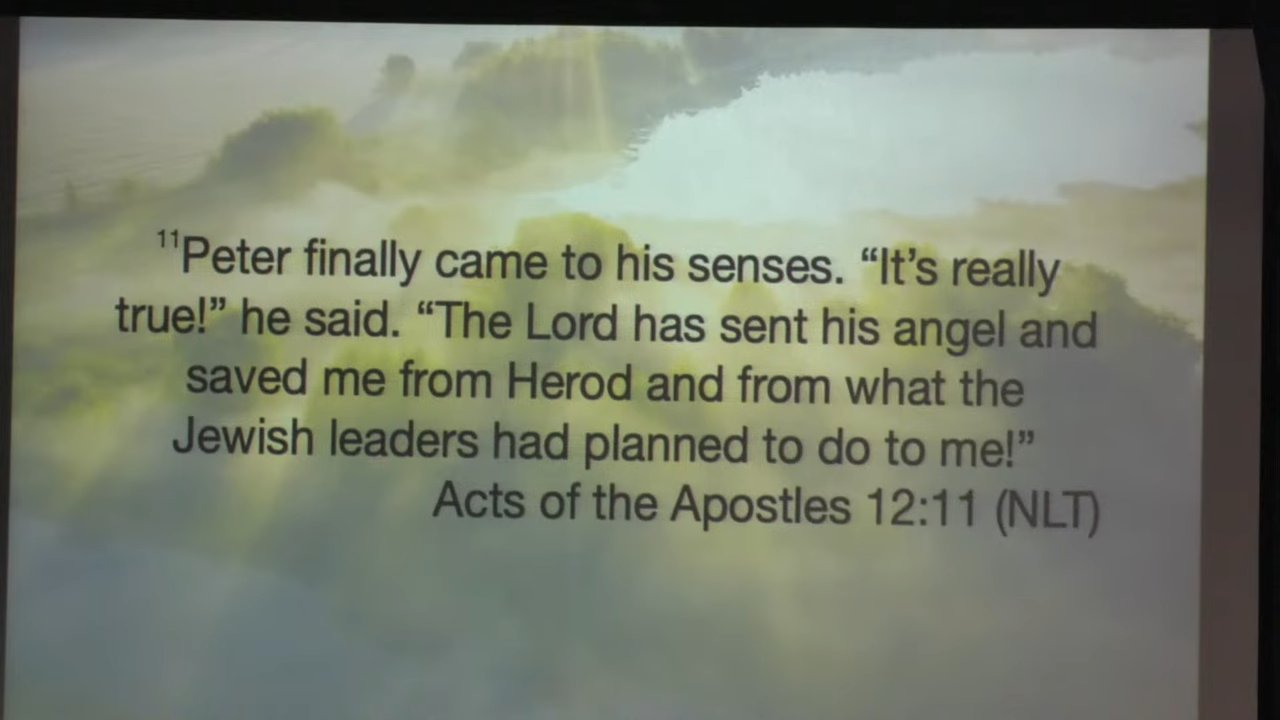 ¹¹Peter finally came to his senses. “It’s really
true!” he said. “The Lord has sent his angel and
saved me from Herod and from what the
Jewish leaders had planned to do to me!”
Acts of the Apostles 12:11 (NLT)